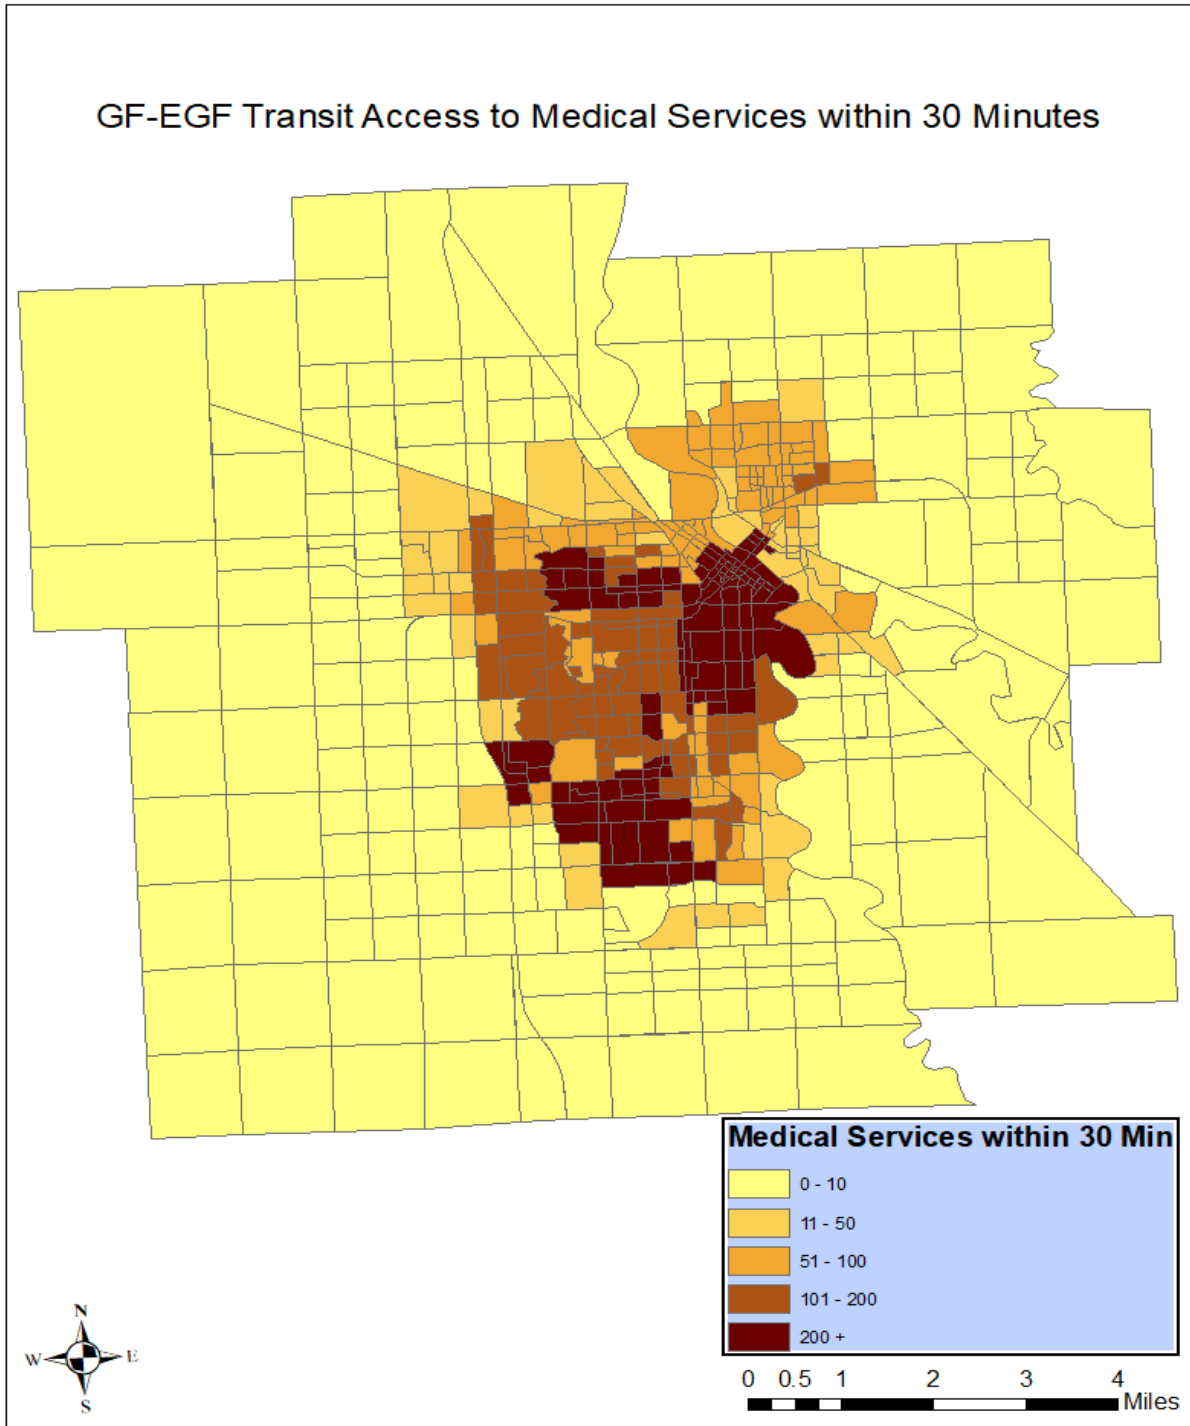 GF-EGF Transit Access to Medical Services within 30 Minutes
Medical Services within 30 Min
0 - 10
11 - 50
51 - 100
101 - 200
200 +
N
W E
S
0 0.5 1 2 3 4
Miles